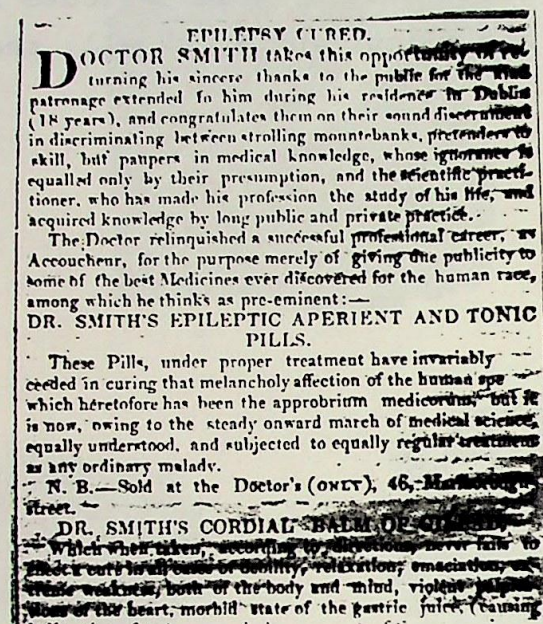 EPILEPSY CURED.
DOCTOR SMITH takes this opportunity of re-
turning his sincere thanks to the public for the kind
patronage extended to him during his residence in Dublin
(18 years), and congratulates them on their sound discernment
in discriminating between strolling mountebanks, pretenders to
skill, but paupers in medical knowledge, whose ignorance is
equalled only by their presumption, and the scientific practi-
tioner, who has made his profession the study of his life, and
acquired knowledge by long public and private practice.
The Doctor relinquished a successful professional career, as
Accoucheur, for the purpose merely of giving due publicity to
some of the best Medicines ever discovered for the human race,
among which he thinks as pre-eminent:—
DR. SMITH'S EPILEPTIC APERIENT AND TONIC
PILLS.
These Pills, under proper treatment have invariably
ceeded in curing that melancholy affection of the human spe
which heretofore has been the approbrium medicorum, but it
is now, owing to the steady onward march of medical science,
equally understood, and subjected to equally regular treatment
as any ordinary malady.
N. B.—Sold at the Doctor's (ONLY), 46, Marlborough
street.
DR. SMITH'S CORDIAL BALM OF
Which when taken, according to directions, never fails to
a cure in all cases of debility, relaxation, emaciation, ex-
treme weakness, both of the body and mind, violent
of the heart, morbid state of the gastric juice, (causing